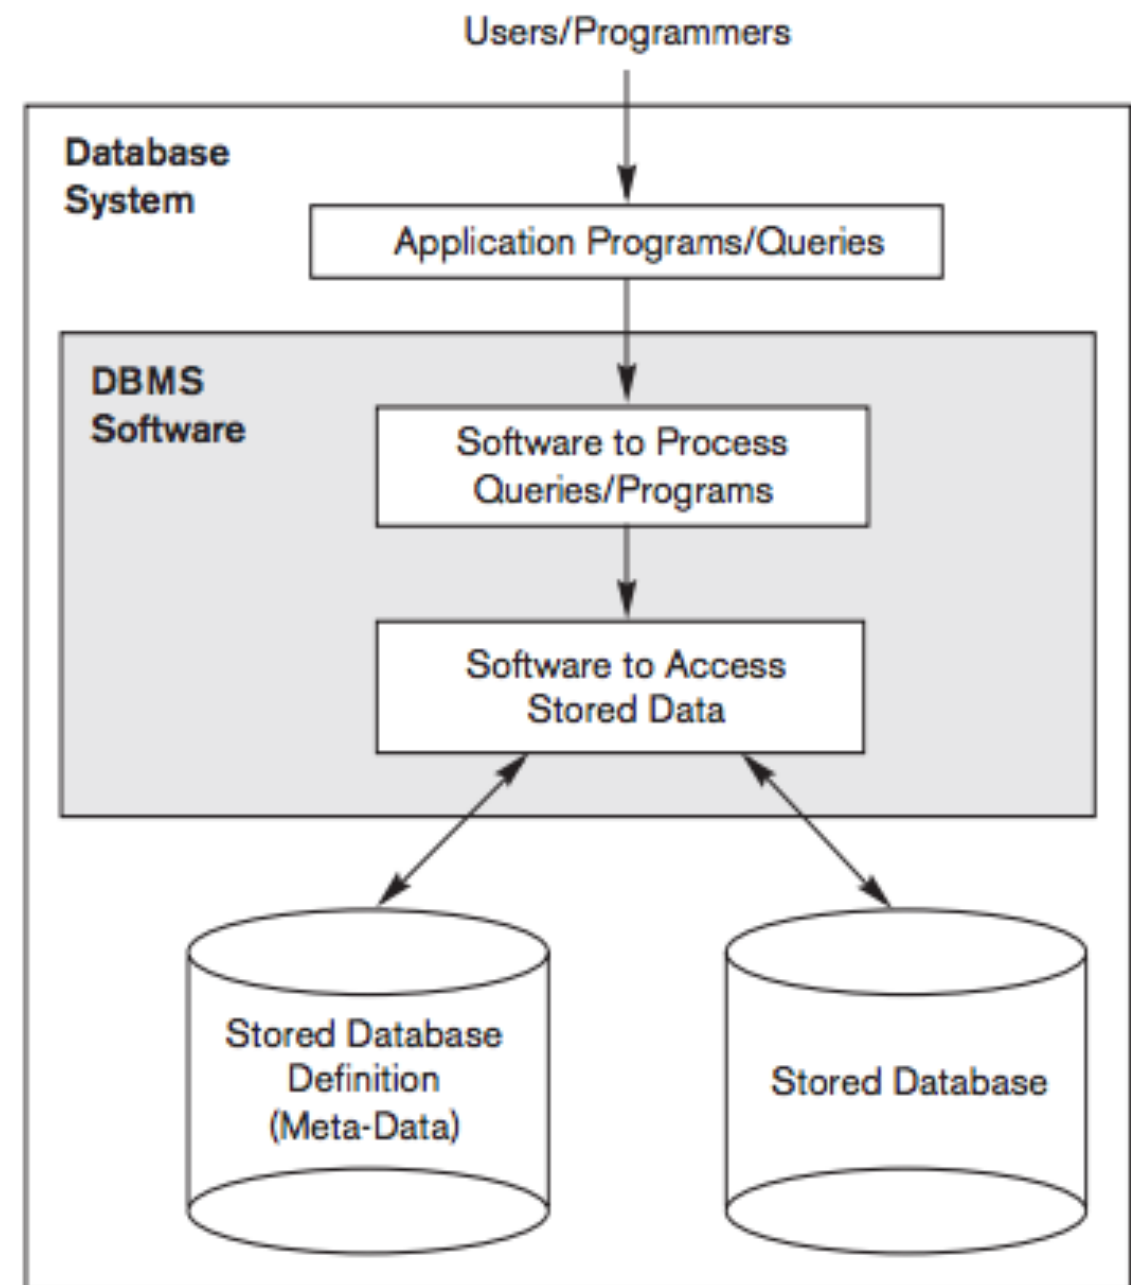 Users/Programmers
Database
System
Application Programs/Queries
DBMS
Software
Software to Process
Queries/Programs
Software to Access
Stored Data
Stored Database
Definition
(Meta-Data)
Stored Database